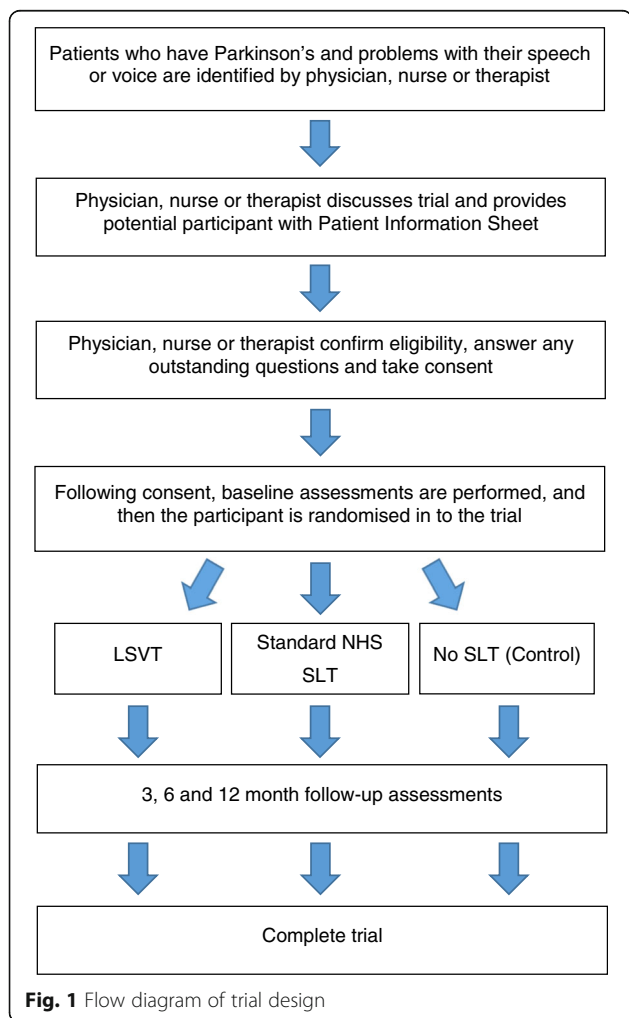 Patients who have Parkinson's and problems with their speech
or voice are identified by physician, nurse or therapist
Physician, nurse or therapist discusses trial and provides
potential participant with Patient Information Sheet
Physician, nurse or therapist confirm eligibility, answer any
outstanding questions and take consent
Following consent, baseline assessments are performed, and
then the participant is randomised in to the trial
LSVT
Standard NHS
SLT
No SLT (Control)
3, 6 and 12 month follow-up assessments
Complete trial
Fig. 1 Flow diagram of trial design